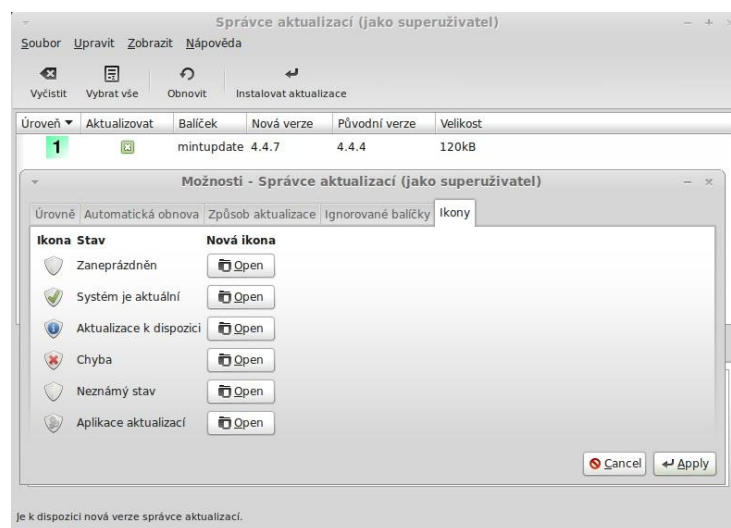 Správce aktualizací (jako superuživatel)
Soubor Upravit Zobrazit Nápověda
Vyčistit Vybrat vše Obnovit Instalovat aktualizace
Úroveň Aktualizovat Balíček Nová verze Původní verze Velikost
1 mintupdate 4.4.7 4.4.4 120kB
Možnosti - Správce aktualizací (jako superuživatel)
Úrovně Automatická obnova Způsob aktualizace Ignorované balíčky Ikony
Ikona Stav Nová ikona
Zaneprázdněn Open
Systém je aktuální Open
Aktualizace k dispozici Open
Chyba Open
Neznámý stav Open
Aplikace aktualizací Open
Cancel Apply
Je k dispozici nová verze správce aktualizací.